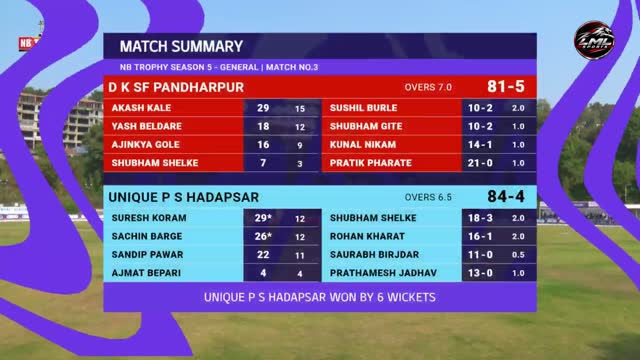 NB
LML
SPORTS
MATCH SUMMARY
NB TROPHY SEASON 5 - GENERAL | MATCH NO.3
D K SF PANDHARPUR OVERS 7.0 81-5
AKASH KALE 29 15 SUSHIL BURLE 10-2 2.0
YASH BELDARE 18 12 SHUBHAM GITE 10-2 1.0
AJINKYA GOLE 16 9 KUNAL NIKAM 14-1 1.0
SHUBHAM SHELKE 7 3 PRATIK PHARATE 21-0 1.0
UNIQUE P S HADAPSAR OVERS 6.5 84-4
SURESH KORAM 29* 12 SHUBHAM SHELKE 18-3 2.0
SACHIN BARGE 26* 12 ROHAN KHARAT 16-1 2.0
SANDIP PAWAR 22 11 SAURABH BIRJDAR 11-0 0.5
AJMAT BEPARI 4 4 PRATHAMESH JADHAV 13-0 1.0
UNIQUE P S HADAPSAR WON BY 6 WICKETS